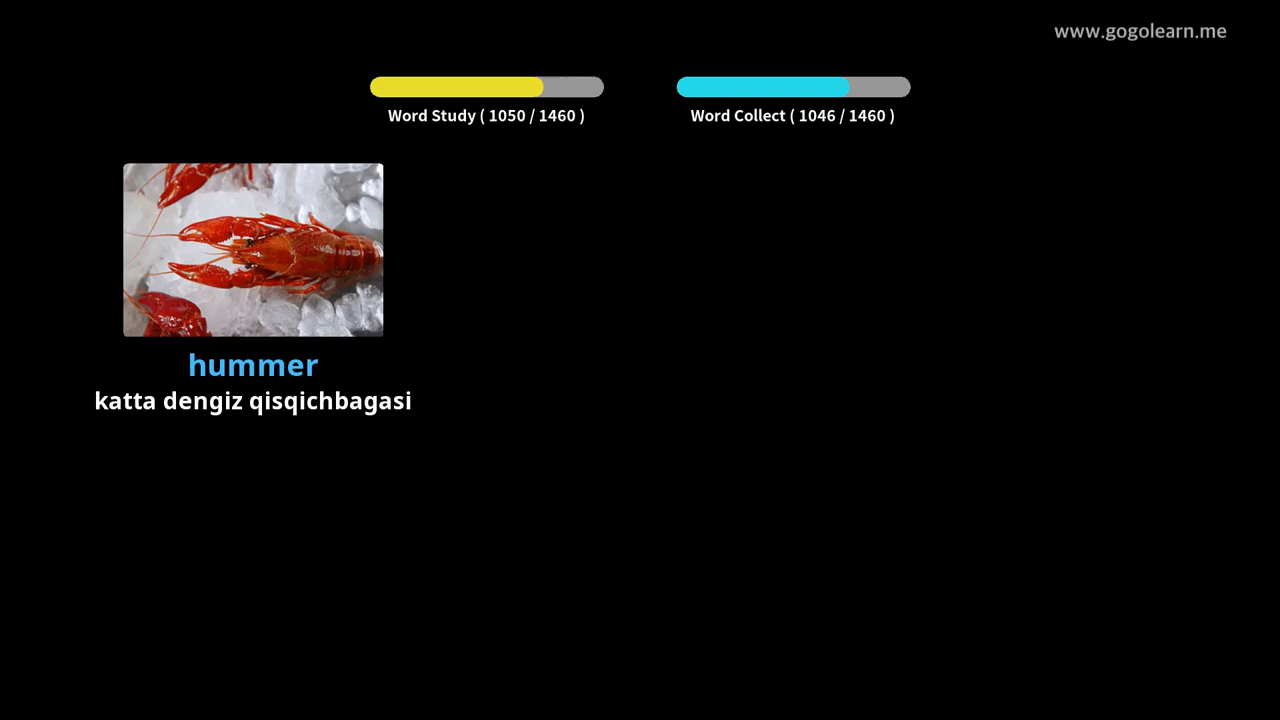 www.gogolearn.me
Word Study ( 1050 / 1460 )
Word Collect ( 1046 / 1460 )
hummer
katta dengiz qisqichbagasi